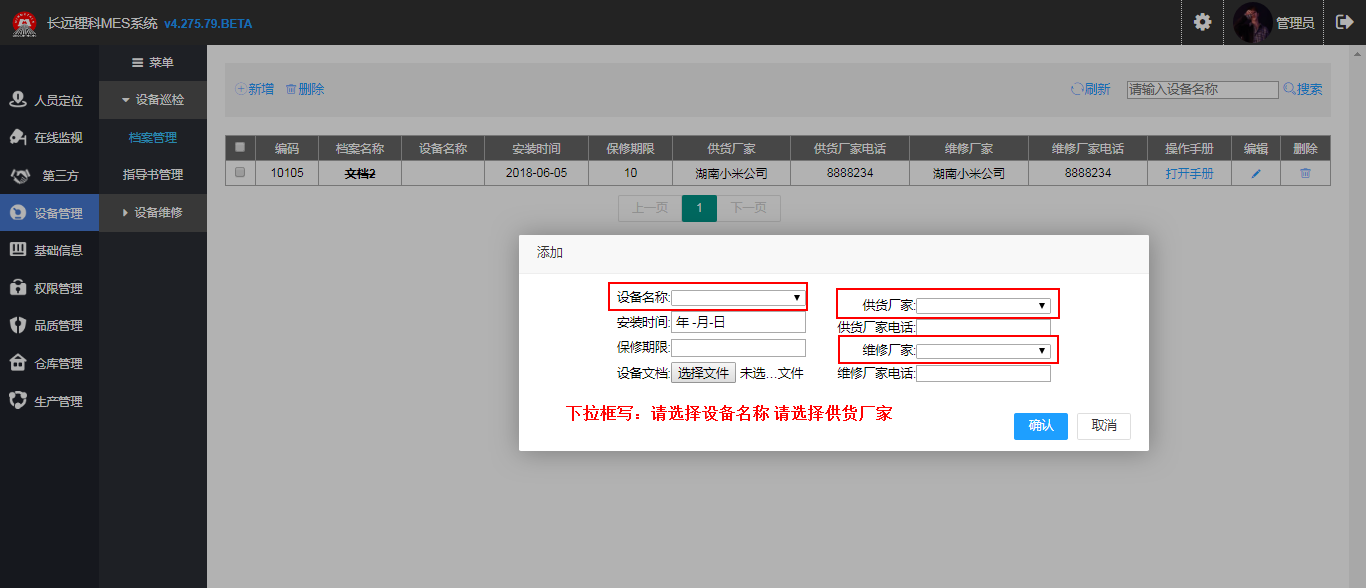 长远锂科MES系统 v4.275.79.BETA
管理员
菜单
人员定位
在线监视
第三方
设备管理
基础信息
权限管理
品质管理
仓库管理
生产管理
设备巡检
档案管理
指导书管理
设备维修
新增 删除 刷新 请输入设备名称 搜索
编码 档案名称 设备名称 安装时间 保修期限 供货厂家 供货厂家电话 维修厂家 维修厂家电话 操作手册 编辑 删除
10105 文档2 2018-06-05 10 湖南小米公司 8888234 湖南小米公司 8888234 打开手册
上一页 1 下一页
添加
设备名称:
安装时间: 年 -月-日
保修期限:
设备文档: 选择文件 未选...文件
供货厂家:
供货厂家电话:
维修厂家:
维修厂家电话:
下拉框写：请选择设备名称 请选择供货厂家
确认 取消